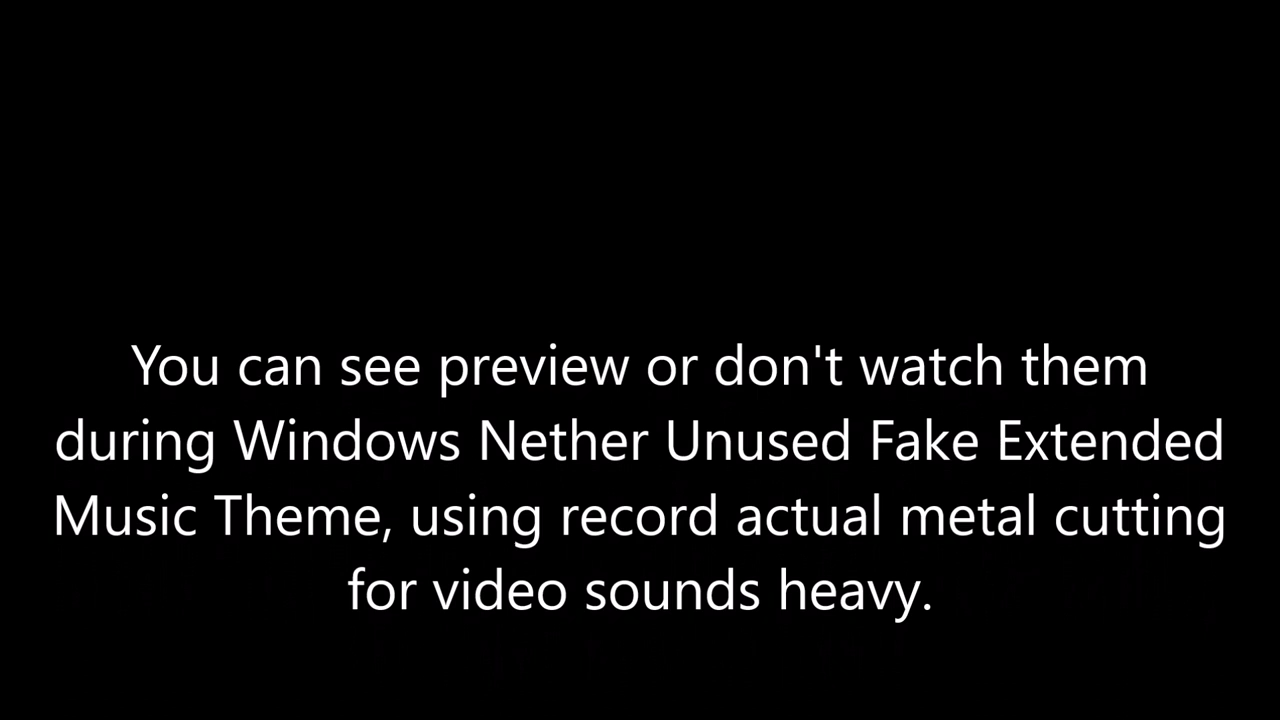 You can see preview or don't watch them
during Windows Nether Unused Fake Extended
Music Theme, using record actual metal cutting
for video sounds heavy.